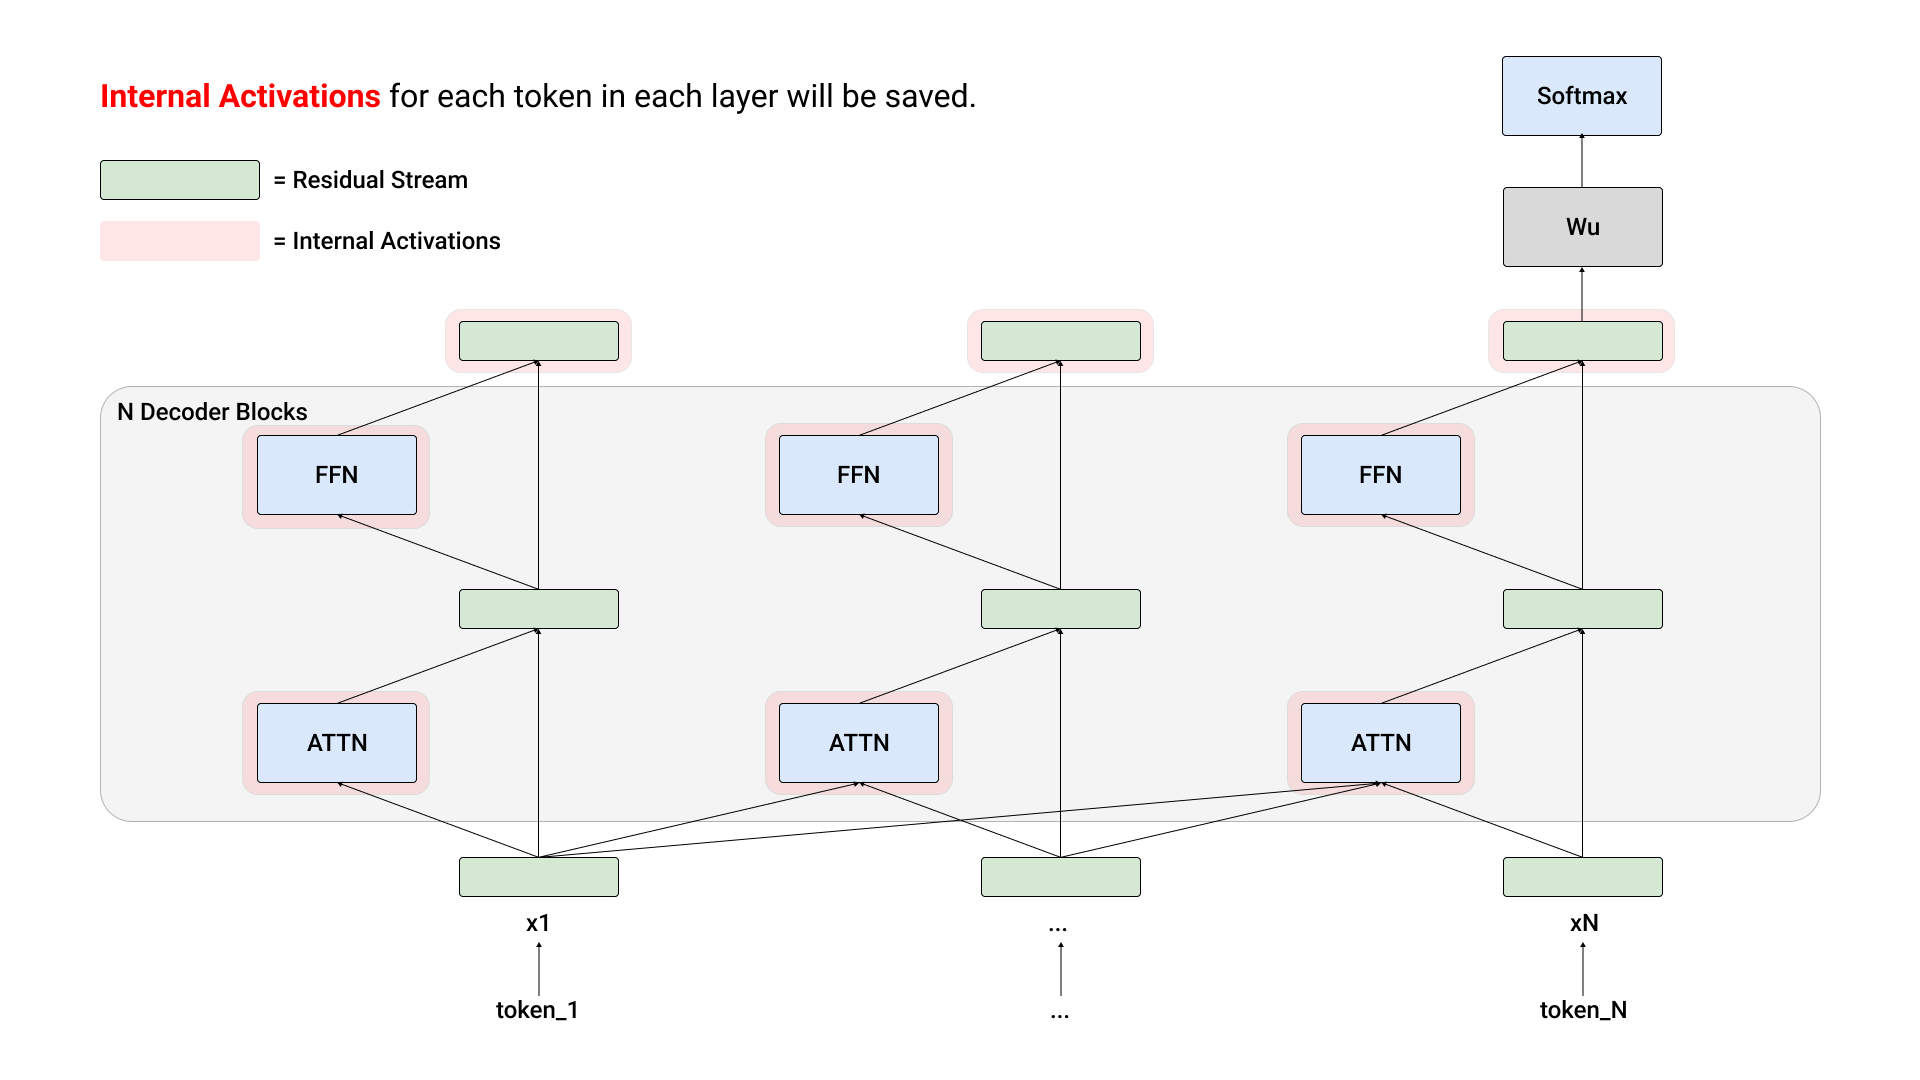 Internal Activations for each token in each layer will be saved.
Softmax
= Residual Stream
Wu
= Internal Activations
N Decoder Blocks
FFN
FFN
FFN
ATTN
ATTN
ATTN
x1
...
xN
token_1
...
token_N